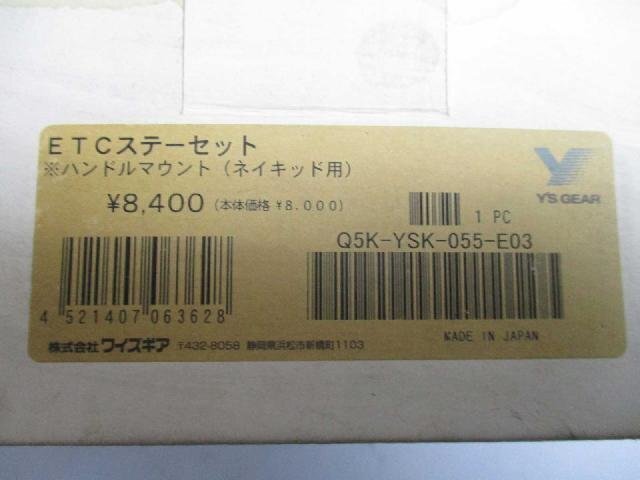 ETCステーセット
※ハンドルマウント（ネイキッド用）
¥8,400（本体価格 ¥8.000）
Y'S GEAR
1 PC
Q5K-YSK-055-E03
4 521407 063628
MADE IN JAPAN
株式会社 ワイズギア 〒432-8058 静岡県浜松市新橋町1103